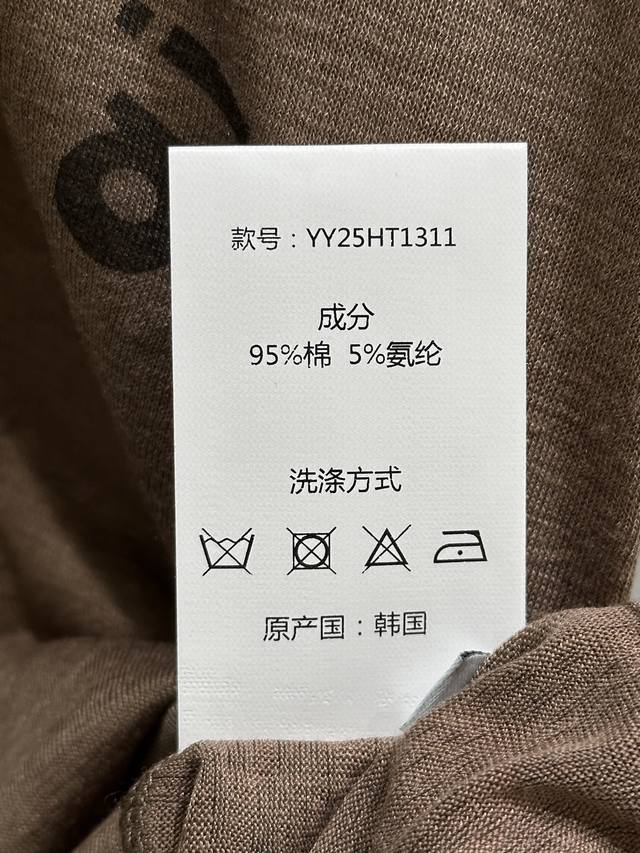 款号：YY25HT1311
成分
95%棉 5%氨纶
洗涤方式
原产国：韩国